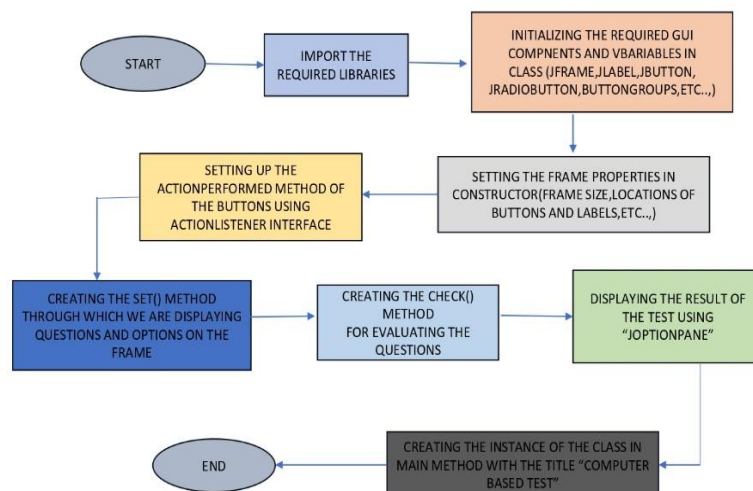 START
IMPORT THE
REQUIRED LIBRARIES
INITIALIZING THE REQUIRED GUI
COMPNENTS AND VBARIABLES IN
CLASS (JFRAME,JLABEL,JBUTTON,
JRADIOBUTTON,BUTTONGROUPS,ETC..,)
SETTING THE FRAME PROPERTIES IN
CONSTRUCTOR(FRAME SIZE,LOCATIONS OF
BUTTONS AND LABELS,ETC..,)
SETTING UP THE
ACTIONPERFORMED METHOD OF
THE BUTTONS USING
ACTIONLISTENER INTERFACE
CREATING THE SET() METHOD
THROUGH WHICH WE ARE DISPLAYING
QUESTIONS AND OPTIONS ON THE
FRAME
CREATING THE CHECK()
METHOD
FOR EVALUATING THE
QUESTIONS
DISPLAYING THE RESULT OF
THE TEST USING
“JOPTIONPANE”
CREATING THE INSTANCE OF THE CLASS IN
MAIN METHOD WITH THE TITLE “COMPUTER
BASED TEST”
END